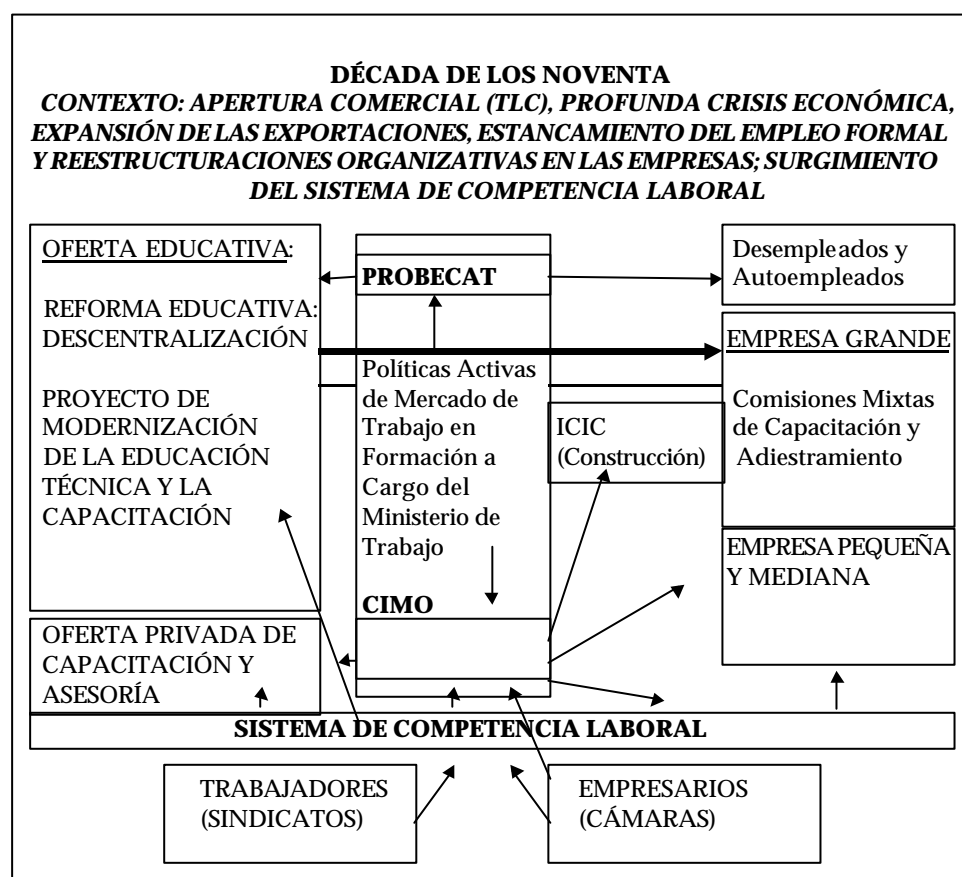 DÉCADA DE LOS NOVENTA
CONTEXTO: APERTURA COMERCIAL (TLC), PROFUNDA CRISIS ECONÓMICA,
EXPANSIÓN DE LAS EXPORTACIONES, ESTANCAMIENTO DEL EMPLEO FORMAL
Y REESTRUCTURACIONES ORGANIZATIVAS EN LAS EMPRESAS; SURGIMIENTO
DEL SISTEMA DE COMPETENCIA LABORAL
OFERTA EDUCATIVA:
REFORMA EDUCATIVA:
DESCENTRALIZACIÓN
PROYECTO DE
MODERNIZACIÓN
DE LA EDUCACIÓN
TÉCNICA Y LA
CAPACITACIÓN
OFERTA PRIVADA DE
CAPACITACIÓN Y
ASESORÍA
PROBECAT
Políticas Activas
de Mercado de
Trabajo en
Formación a
Cargo del
Ministerio de
Trabajo
CIMO
ICIC
(Construcción)
Desempleados y
Autoempleados
EMPRESA GRANDE
Comisiones Mixtas
de Capacitación y
Adiestramiento
EMPRESA PEQUEÑA
Y MEDIANA
SISTEMA DE COMPETENCIA LABORAL
TRABAJADORES
(SINDICATOS)
EMPRESARIOS
(CÁMARAS)